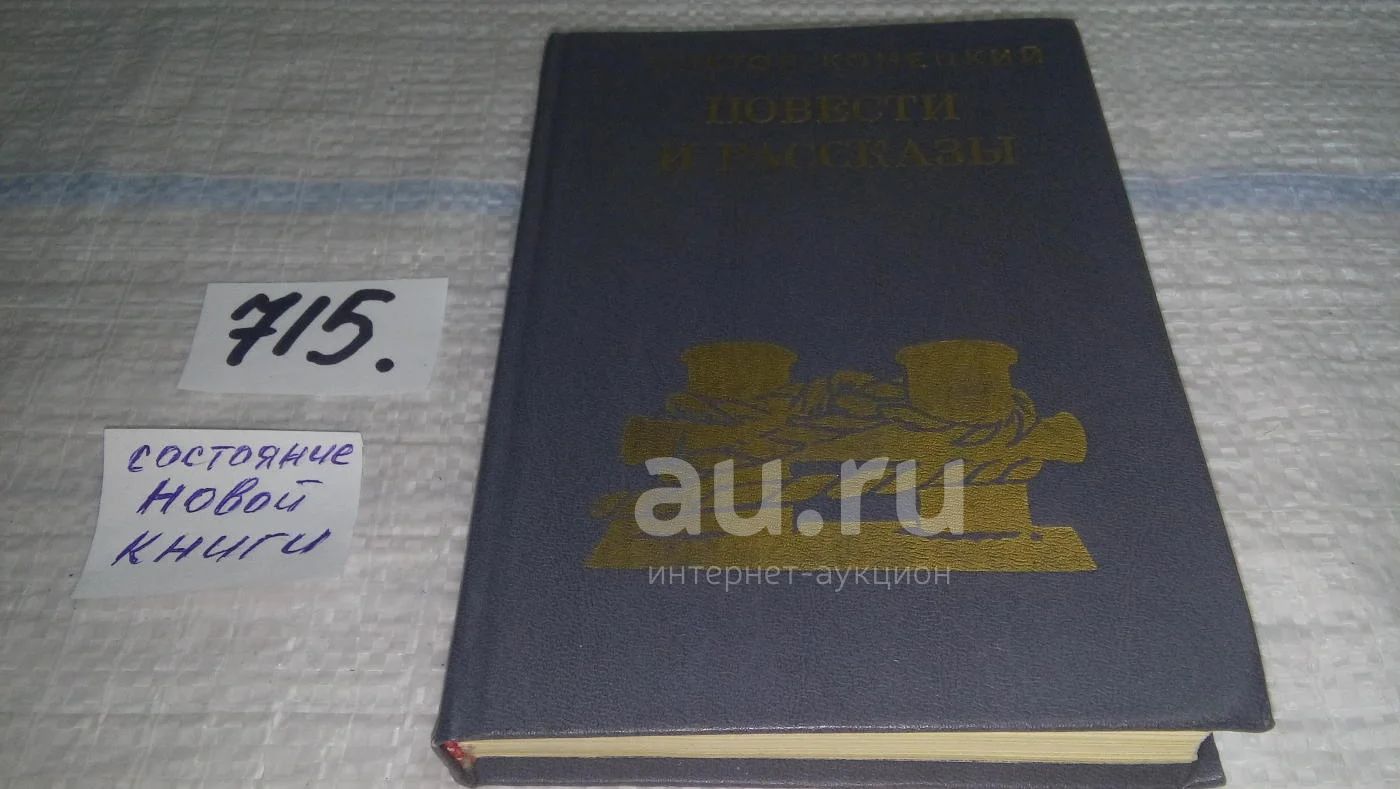 ВИКТОР КОНЕЦКИЙ
ПОВЕСТИ
И РАССКАЗЫ
715.
состояние
новой
книги
au.ru
интернет-аукцион